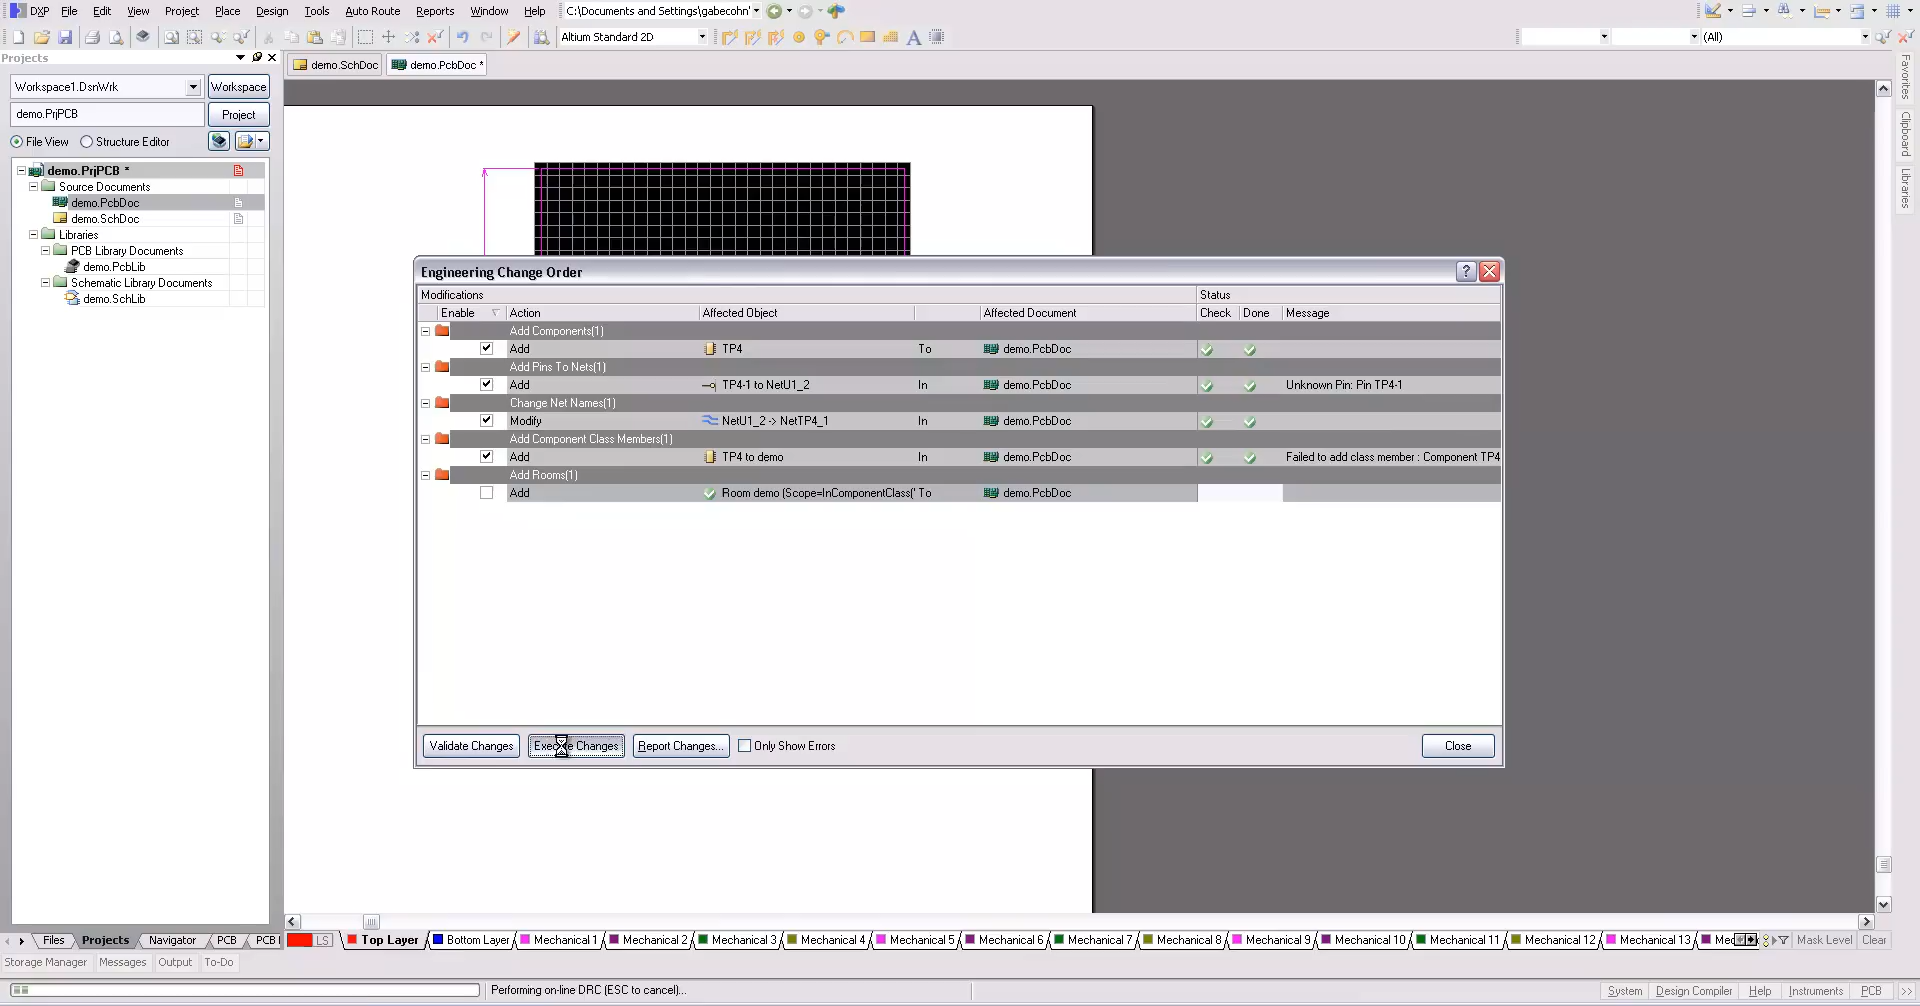 DXP File Edit View Project Place Design Tools Auto Route Reports Window Help C:\Documents and Settings\gabecohn'
Altium Standard 2D (All)
Projects
demo.SchDoc demo.PcbDoc *
Workspace1.DsnWrk Workspace
demo.PrjPCB Project
File View Structure Editor
demo.PrjPCB *
Source Documents
demo.PcbDoc
demo.SchDoc
Libraries
PCB Library Documents
demo.PcbLib
Schematic Library Documents
demo.SchLib
Favorites
Clipboard
Libraries
Engineering Change Order
Modifications Status
Enable Action Affected Object Affected Document Check Done Message
Add Components(1)
Add TP4 To demo.PcbDoc
Add Pins To Nets(1)
Add TP4-1 to NetU1_2 In demo.PcbDoc Unknown Pin: Pin TP4-1
Change Net Names(1)
Modify NetU1_2 -> NetTP4_1 In demo.PcbDoc
Add Component Class Members(1)
Add TP4 to demo In demo.PcbDoc Failed to add class member : Component TP4
Add Rooms(1)
Add Room demo (Scope=InComponentClass(' To demo.PcbDoc
Validate Changes Execute Changes Report Changes... Only Show Errors Close
Files Projects Navigator PCB PCB I LS Top Layer Bottom Layer Mechanical 1 Mechanical 2 Mechanical 3 Mechanical 4 Mechanical 5 Mechanical 6 Mechanical 7 Mechanical 8 Mechanical 9 Mechanical 10 Mechanical 11 Mechanical 12 Mechanical 13 Mec Mask Level Clear
Storage Manager Messages Output To-Do
Performing on-line DRC (ESC to cancel)... System Design Compiler Help Instruments PCB >>